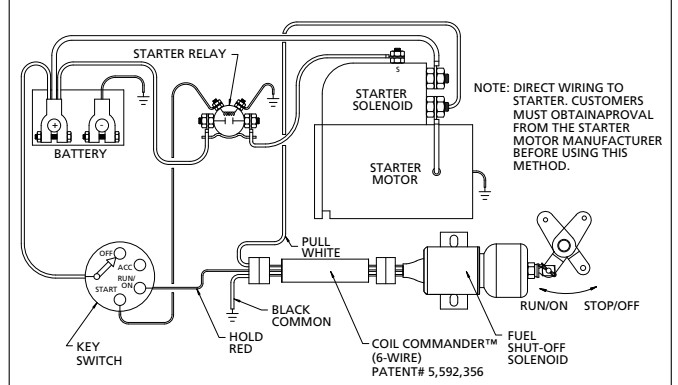 STARTER RELAY
S
STARTER
SOLENOID
NOTE: DIRECT WIRING TO
STARTER. CUSTOMERS
MUST OBTAINAPROVAL
FROM THE STARTER
MOTOR MANUFACTURER
BEFORE USING THIS
METHOD.
+
-
BATTERY
STARTER
MOTOR
OFF
ACC
RUN/
ON
START
PULL
WHITE
RUN/ON
STOP/OFF
BLACK
COMMON
HOLD
RED
KEY
SWITCH
COIL COMMANDER™
(6-WIRE)
PATENT# 5,592,356
FUEL
SHUT-OFF
SOLENOID